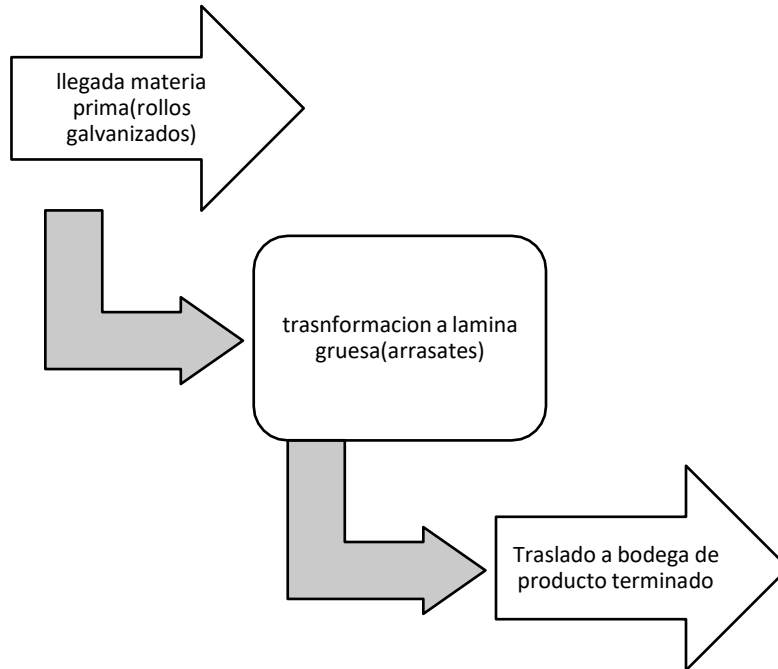 llegada materia
prima(rollos
galvanizados)
trasnformacion a lamina
gruesa(arrasates)
Traslado a bodega de
producto terminado